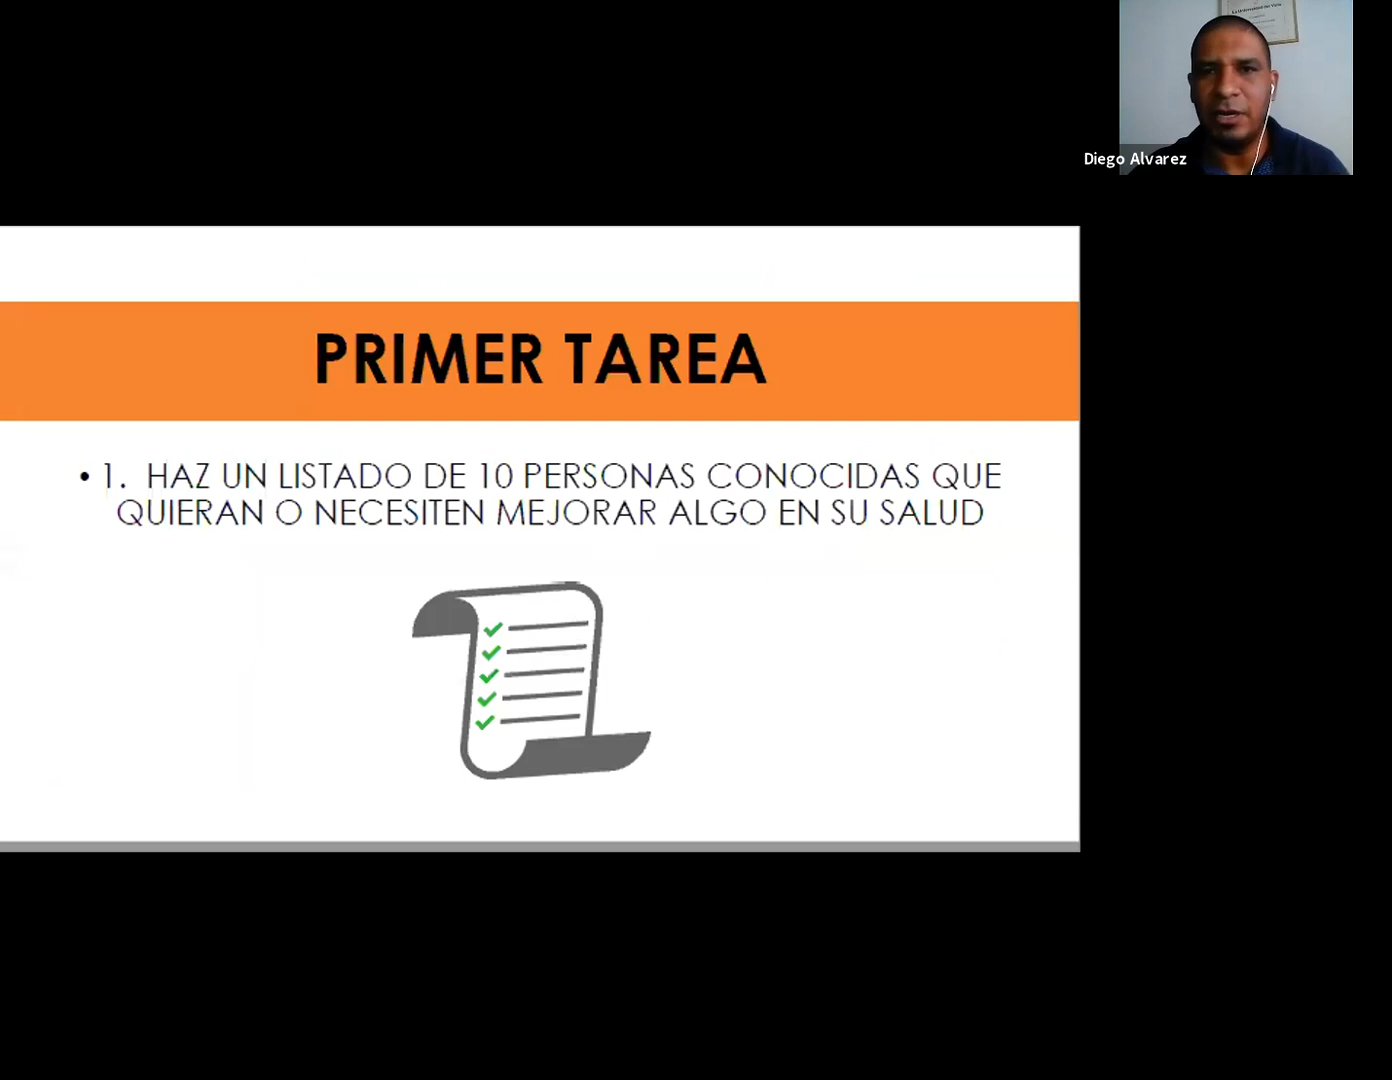 Diego Alvarez
PRIMER TAREA
• 1. HAZ UN LISTADO DE 10 PERSONAS CONOCIDAS QUE
QUIERAN O NECESITEN MEJORAR ALGO EN SU SALUD